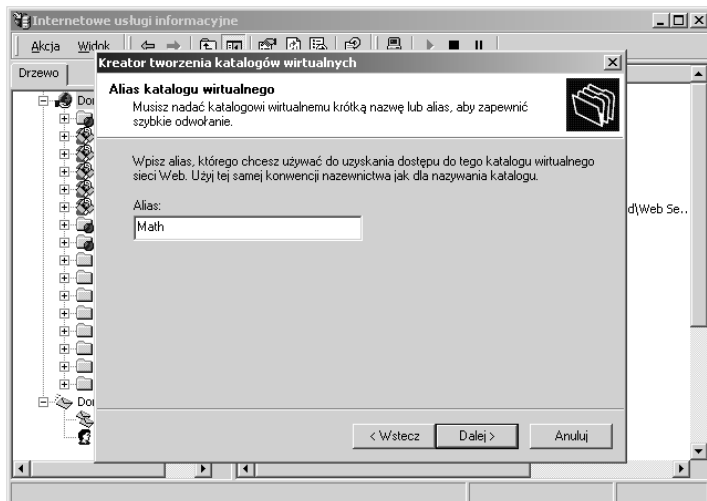 Internetowe usługi informacyjne
Akcja Widok
Drzewo
Kreator tworzenia katalogów wirtualnych
Alias katalogu wirtualnego
Musisz nadać katalogowi wirtualnemu krótką nazwę lub alias, aby zapewnić
szybkie odwołanie.
Wpisz alias, którego chcesz używać do uzyskania dostępu do tego katalogu wirtualnego
sieci Web. Użyj tej samej konwencji nazewnictwa jak dla nazywania katalogu.
Alias:
Math
d\Web Se..
< Wstecz Dalej > Anuluj